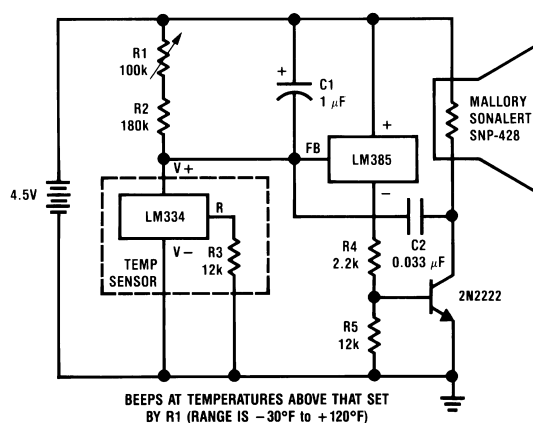 R1
100k
R2
180k
+
C1
1 μF
MALLORY
SONALERT
SNP-428
FB
+
LM385
−
4.5V
V+
LM334
R
V−
R3
12k
TEMP
SENSOR
C2
0.033 μF
R4
2.2k
2N2222
R5
12k
BEEPS AT TEMPERATURES ABOVE THAT SET
BY R1 (RANGE IS −30°F to +120°F)